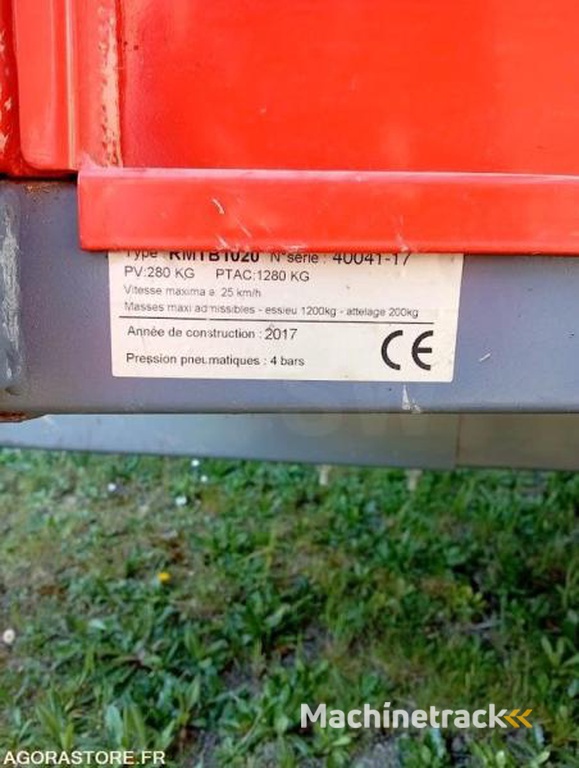 Type : RMTB1020 N°série : 40041-17
PV:280 KG PTAC:1280 KG
Vitesse maxima a 25 km/h
Masses maxi admissibles - essieu 1200kg - attelage 200kg
Année de construction : 2017
Pression pneumatiques : 4 bars
CE
Machinetrack
AGORASTORE.FR